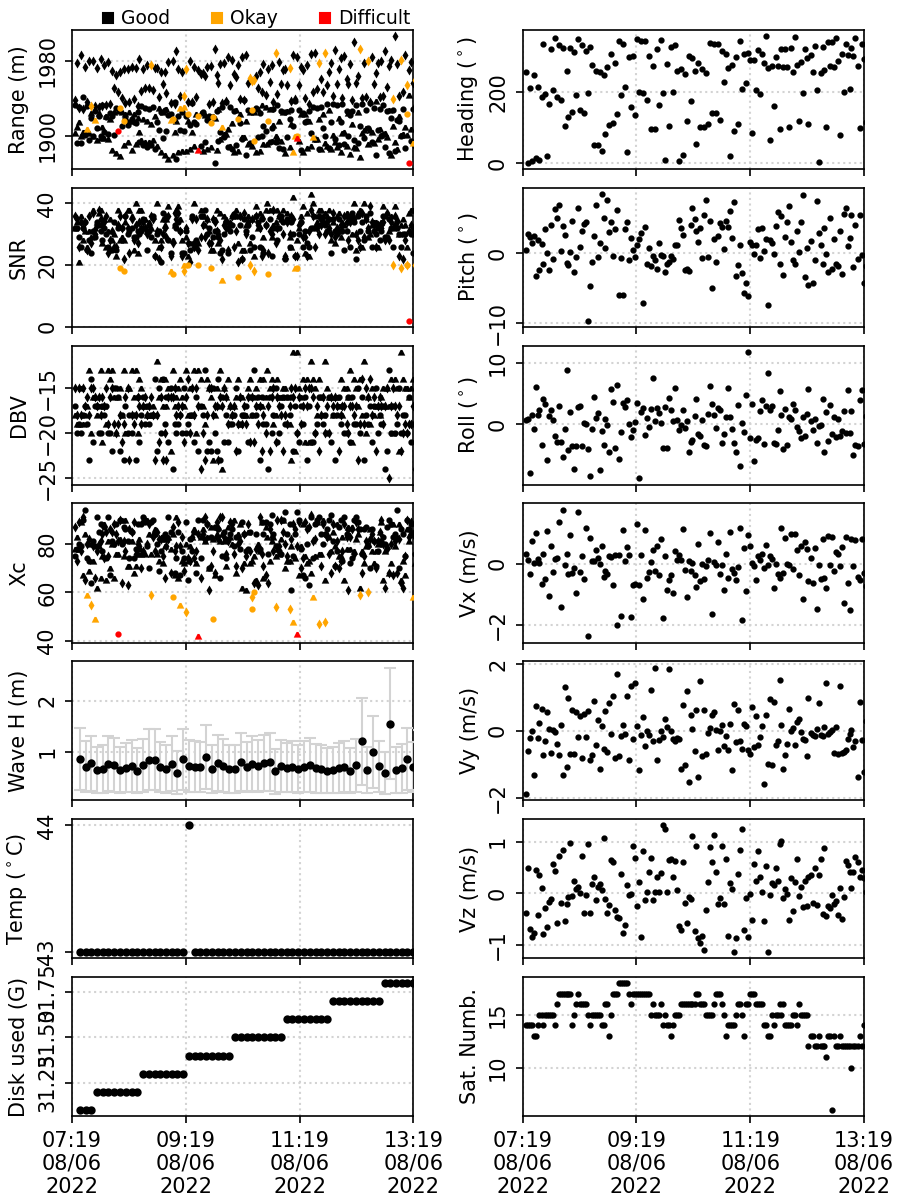 Good Okay Difficult
Range (m)
1980
1900
Heading (°)
200
0
SNR
40
20
0
Pitch (°)
0
−10
DBV
−15
−20
−25
Roll (°)
10
0
Xc
80
60
40
Vx (m/s)
0
−2
Wave H (m)
2
1
Vy (m/s)
2
0
−2
Temp (°C)
44
43
Vz (m/s)
1
0
−1
Disk used (G)
31.75
31.50
31.25
Sat. Numb.
15
10
07:19 09:19 11:19 13:19 07:19 09:19 11:19 13:19
08/06 08/06 08/06 08/06 08/06 08/06 08/06 08/06
2022 2022 2022 2022 2022 2022 2022 2022